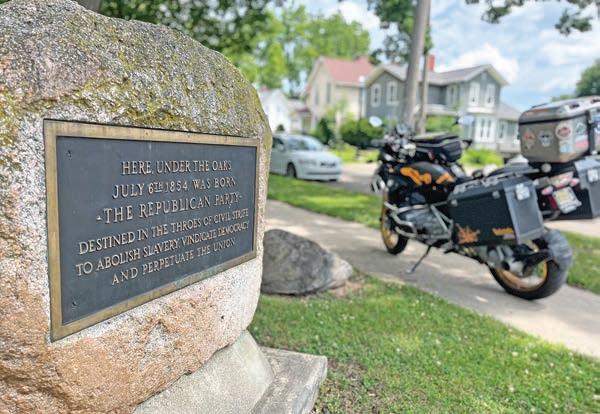 HERE, UNDER THE OAKS,
JULY 6TH 1854, WAS BORN
-THE REPUBLICAN PARTY-
DESTINED IN THE THROES OF CIVIL STRIFE
TO ABOLISH SLAVERY, VINDICATE DEMOCRACY
AND PERPETUATE THE UNION